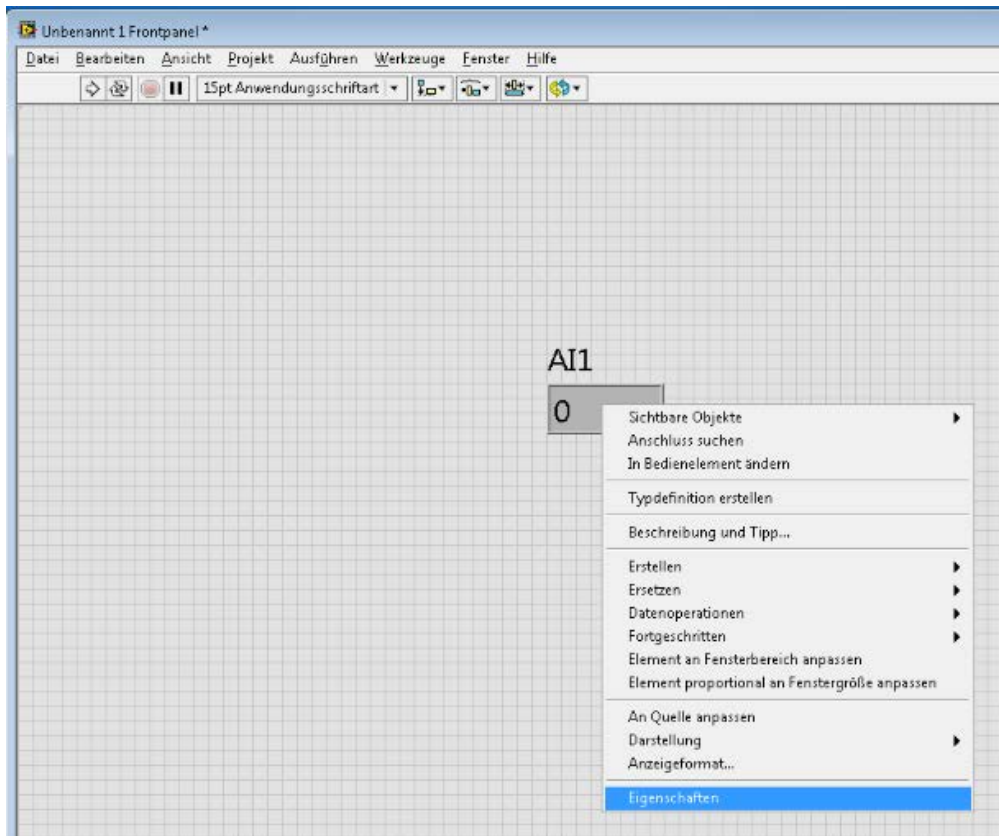 Unbenannt 1 Frontpanel *
Datei Bearbeiten Ansicht Projekt Ausführen Werkzeuge Fenster Hilfe
15pt Anwendungsschriftart
AI1
0
Sichtbare Objekte
Anschluss suchen
In Bedienelement ändern
Typdefinition erstellen
Beschreibung und Tipp...
Erstellen
Ersetzen
Datenoperationen
Fortgeschritten
Element an Fensterbereich anpassen
Element proportional an Fenstergröße anpassen
An Quelle anpassen
Darstellung
Anzeigeformat...
Eigenschaften